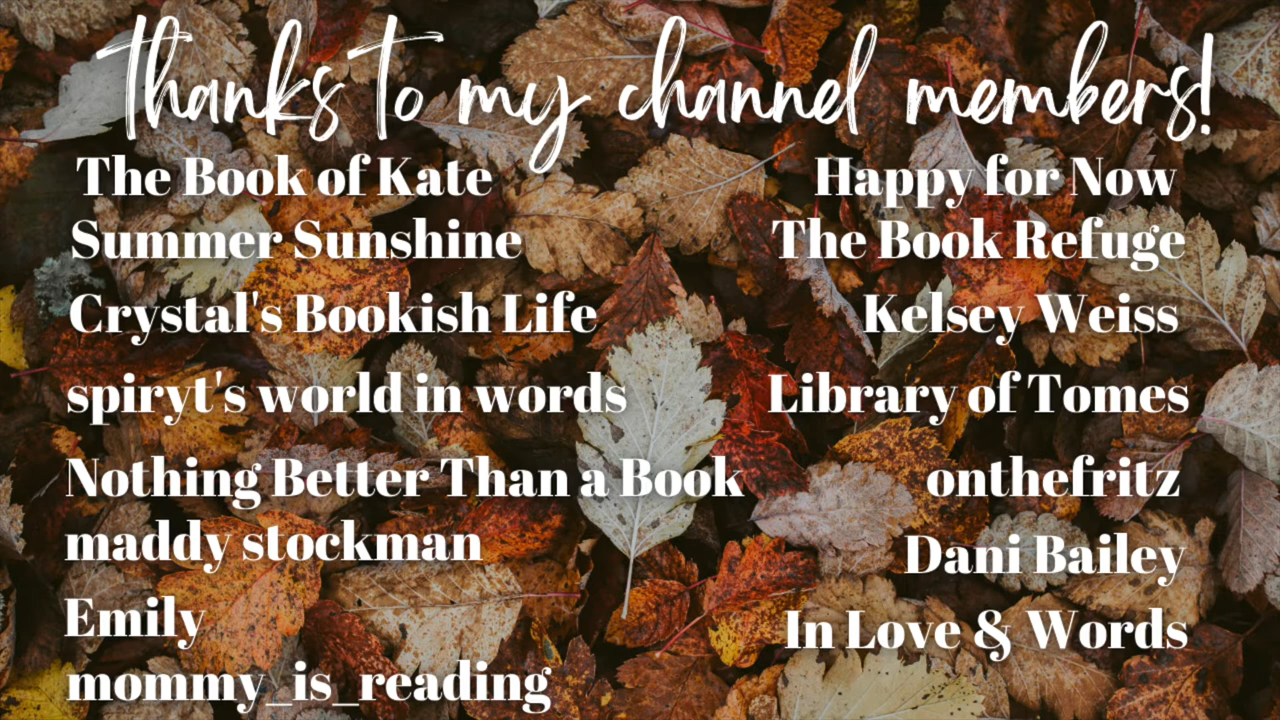 thanks to my channel members!
The Book of Kate
Summer Sunshine
Crystal's Bookish Life
spiryt's world in words
Nothing Better Than a Book
maddy stockman
Emily
mommy_is_reading
Happy for Now
The Book Refuge
Kelsey Weiss
Library of Tomes
onthefritz
Dani Bailey
In Love & Words